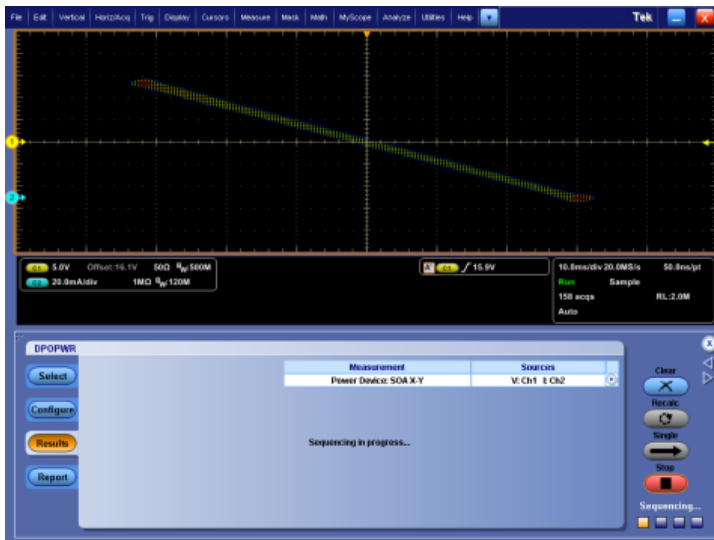 File Edit Vertical Horiz/Acq Trig Display Cursors Measure Mask Math MyScope Analyze Utilities Help Tek
1
2
C1 5.0V Offset:16.1V 50Ω BW:500M
C2 20.0mA/div 1MΩ BW:120M
A' C1 15.9V
10.0ms/div 20.0MS/s 50.0ns/pt
Run Sample
158 acqs RL:2.0M
Auto
DPOPWR
Select
Configure
Results
Report
Measurement Sources
Power Device: SOA X-Y V: Ch1 I: Ch2
Sequencing in progress...
Clear
Recalc
Single
Stop
Sequencing...